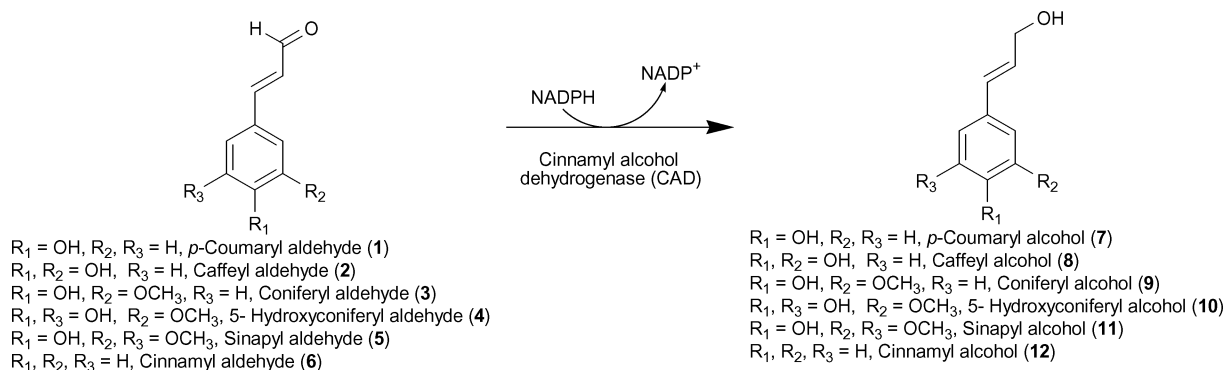 H O
R₃ R₂
R₁
R₁ = OH, R₂, R₃ = H, p-Coumaryl aldehyde (1)
R₁, R₂ = OH, R₃ = H, Caffeyl aldehyde (2)
R₁ = OH, R₂ = OCH₃, R₃ = H, Coniferyl aldehyde (3)
R₁, R₃ = OH, R₂ = OCH₃, 5- Hydroxyconiferyl aldehyde (4)
R₁ = OH, R₂, R₃ = OCH₃, Sinapyl aldehyde (5)
R₁, R₂, R₃ = H, Cinnamyl aldehyde (6)
NADPH NADP⁺
Cinnamyl alcohol
dehydrogenase (CAD)
OH
R₃ R₂
R₁
R₁ = OH, R₂, R₃ = H, p-Coumaryl alcohol (7)
R₁, R₂ = OH, R₃ = H, Caffeyl alcohol (8)
R₁ = OH, R₂ = OCH₃, R₃ = H, Coniferyl alcohol (9)
R₁, R₃ = OH, R₂ = OCH₃, 5- Hydroxyconiferyl alcohol (10)
R₁ = OH, R₂, R₃ = OCH₃, Sinapyl alcohol (11)
R₁, R₂, R₃ = H, Cinnamyl alcohol (12)